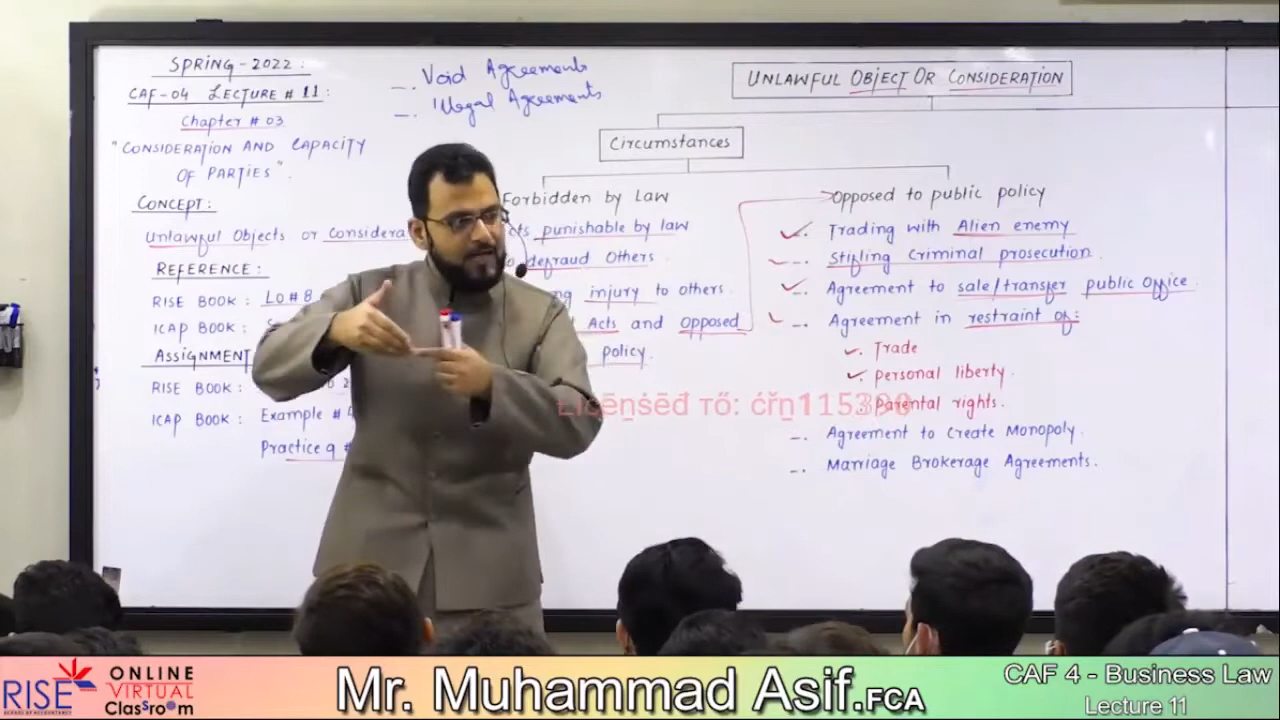 SPRING-2022:
CAF-04 LECTURE # 11:
Chapter # 03
"CONSIDERATION AND CAPACITY
OF PARTIES".
CONCEPT:
Unlawful Objects or Considera
REFERENCE:
RISE BOOK: LO#8
ICAP BOOK:
ASSIGNMENT
RISE BOOK:
ICAP BOOK: Example #
Practice q #
Void Agreements
Illegal Agreements
UNLAWFUL OBJECT OR CONSIDERATION
Circumstances
Forbidden by Law
punishable by law
defraud Others
injury to others.
Acts and opposed
policy.
Opposed to public policy
Trading with Alien enemy
Stifling Criminal prosecution.
Agreement to sale/transfer public Office.
Agreement in restraint of:
Trade
personal liberty.
Parental rights.
Agreement to Create Monopoly.
Marriage Brokerage Agreements.
RISE
ONLINE
VIRTUAL
ClasSroom
Mr. Muhammad Asif.FCA
CAF 4 - Business Law
Lecture 11